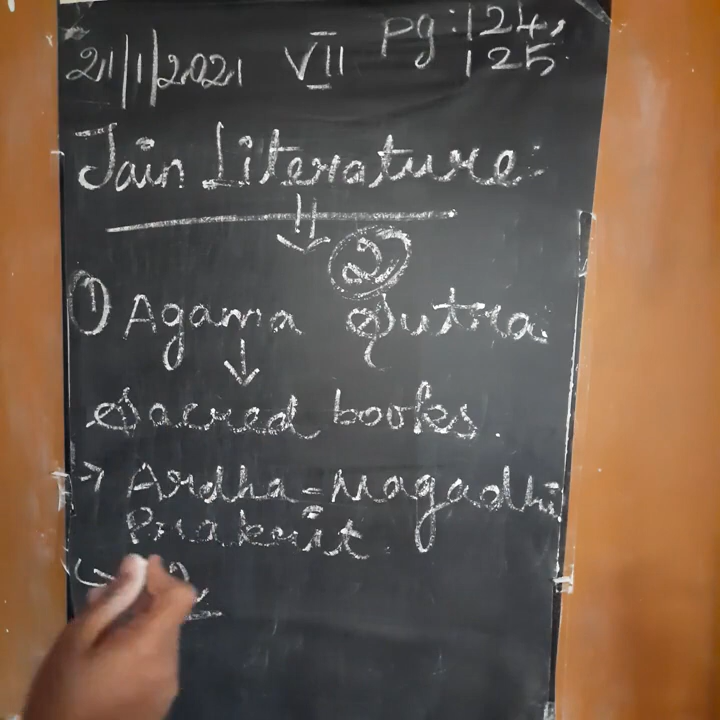 21/1/2021 VII pg: 124,
125
Jain Literature:
②
① Agama Sutra
Sacred books.
→ Ardha=Magadhi
Prakrit.